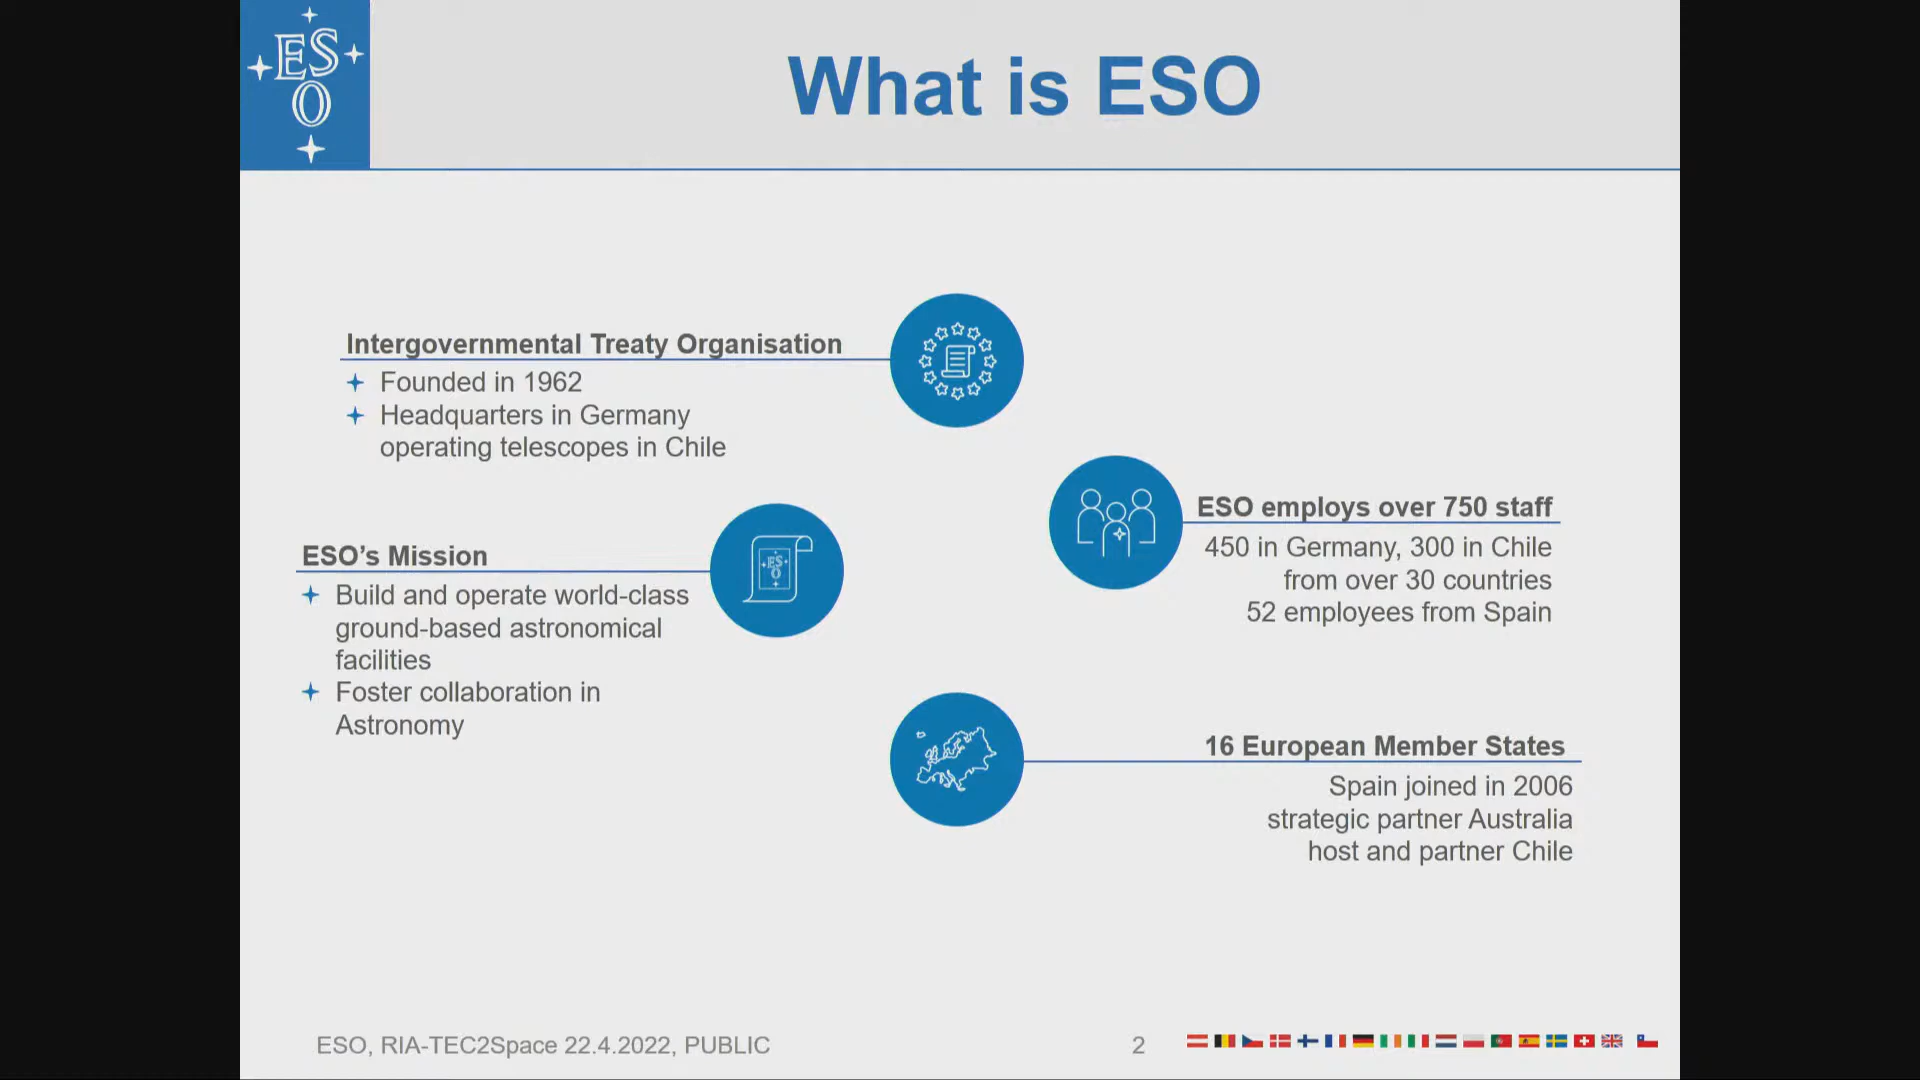 ES
O
What is ESO
Intergovernmental Treaty Organisation
Founded in 1962
Headquarters in Germany
operating telescopes in Chile
ESO employs over 750 staff
450 in Germany, 300 in Chile
from over 30 countries
52 employees from Spain
ESO's Mission
Build and operate world-class
ground-based astronomical
facilities
Foster collaboration in
Astronomy
ES
O
16 European Member States
Spain joined in 2006
strategic partner Australia
host and partner Chile
ESO, RIA-TEC2Space 22.4.2022, PUBLIC
2